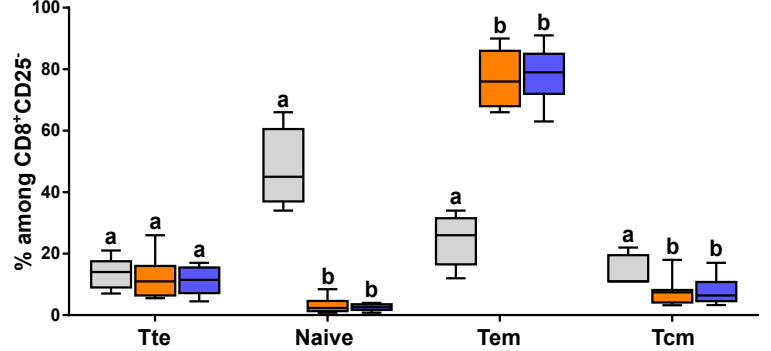 % among CD8⁺CD25⁻
100
80
60
40
20
0
a a a
a b b
a b b
a b b
Tte Naive Tem Tcm